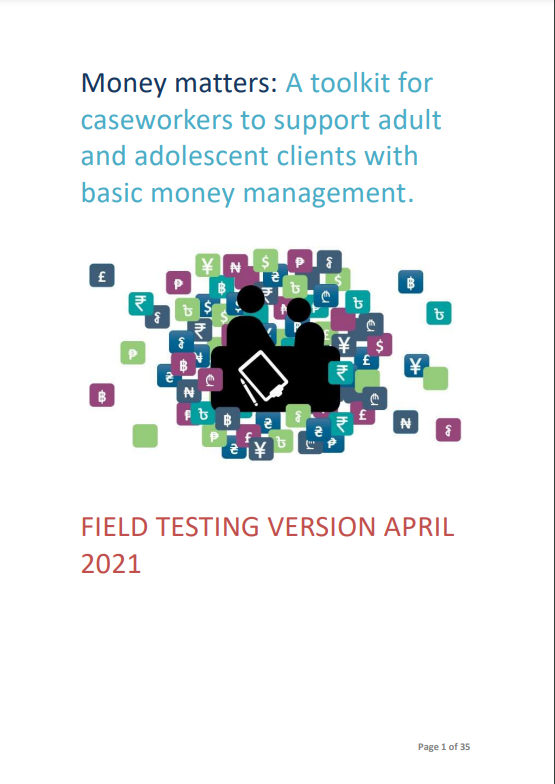 Money matters: A toolkit for
caseworkers to support adult
and adolescent clients with
basic money management.
FIELD TESTING VERSION APRIL
2021
Page 1 of 35